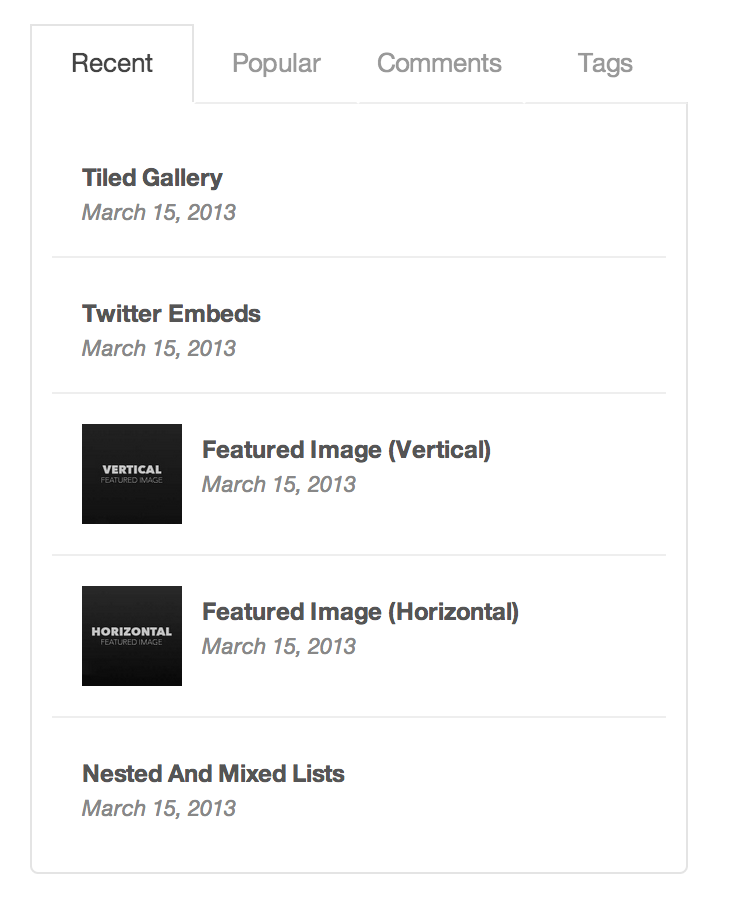 Recent Popular Comments Tags
Tiled Gallery
March 15, 2013
Twitter Embeds
March 15, 2013
VERTICAL
FEATURED IMAGE
Featured Image (Vertical)
March 15, 2013
HORIZONTAL
FEATURED IMAGE
Featured Image (Horizontal)
March 15, 2013
Nested And Mixed Lists
March 15, 2013